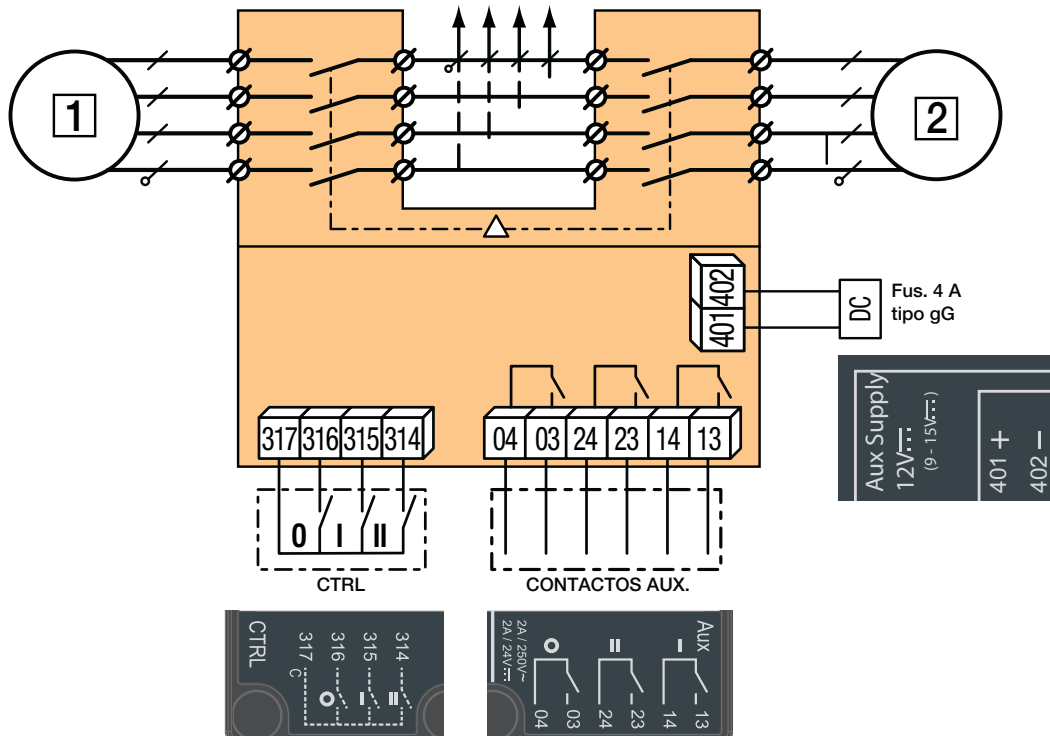 1
2
402
401
DC
Fus. 4 A
tipo gG
Aux Supply
12V
(9 - 15V)
401 +
402 −
317 316 315 314
04 03 24 23 14 13
O I II
CTRL
CONTACTOS AUX.
CTRL
317 C
316 O
315 I
314 II
2A / 250V~
2A / 24V
Aux
O II I
04 03 24 23 14 13